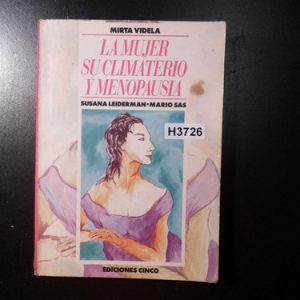 MIRTA VIDELA
LA MUJER
SU CLIMATERIO
Y MENOPAUSIA
SUSANA LEIDERMAN-MARIO SAS
H3726
EDICIONES CINCO